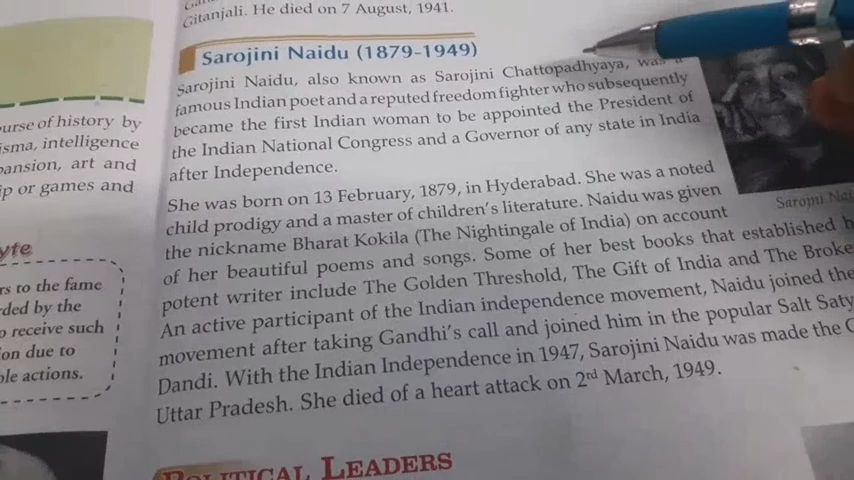 Gitanjali. He died on 7 August, 1941.
Sarojini Naidu (1879-1949)
Sarojini Naidu, also known as Sarojini Chattopadhyaya, was a
famous Indian poet and a reputed freedom fighter who subsequently
became the first Indian woman to be appointed the President of
the Indian National Congress and a Governor of any state in India
after Independence.
She was born on 13 February, 1879, in Hyderabad. She was a noted
child prodigy and a master of children's literature. Naidu was given
the nickname Bharat Kokila (The Nightingale of India) on account
of her beautiful poems and songs. Some of her best books that established
potent writer include The Golden Threshold, The Gift of India and The Broke
An active participant of the Indian independence movement, Naidu joined the
movement after taking Gandhi's call and joined him in the popular Salt Saty
Dandi. With the Indian Independence in 1947, Sarojini Naidu was made the
Uttar Pradesh. She died of a heart attack on 2rd March, 1949.
POLITICAL LEADERS
Sarojini Nai
urse of history by
isma, intelligence
pansion, art and
ip or games and
yte
rs to the fame
rded by the
o receive such
ion due to
ble actions.